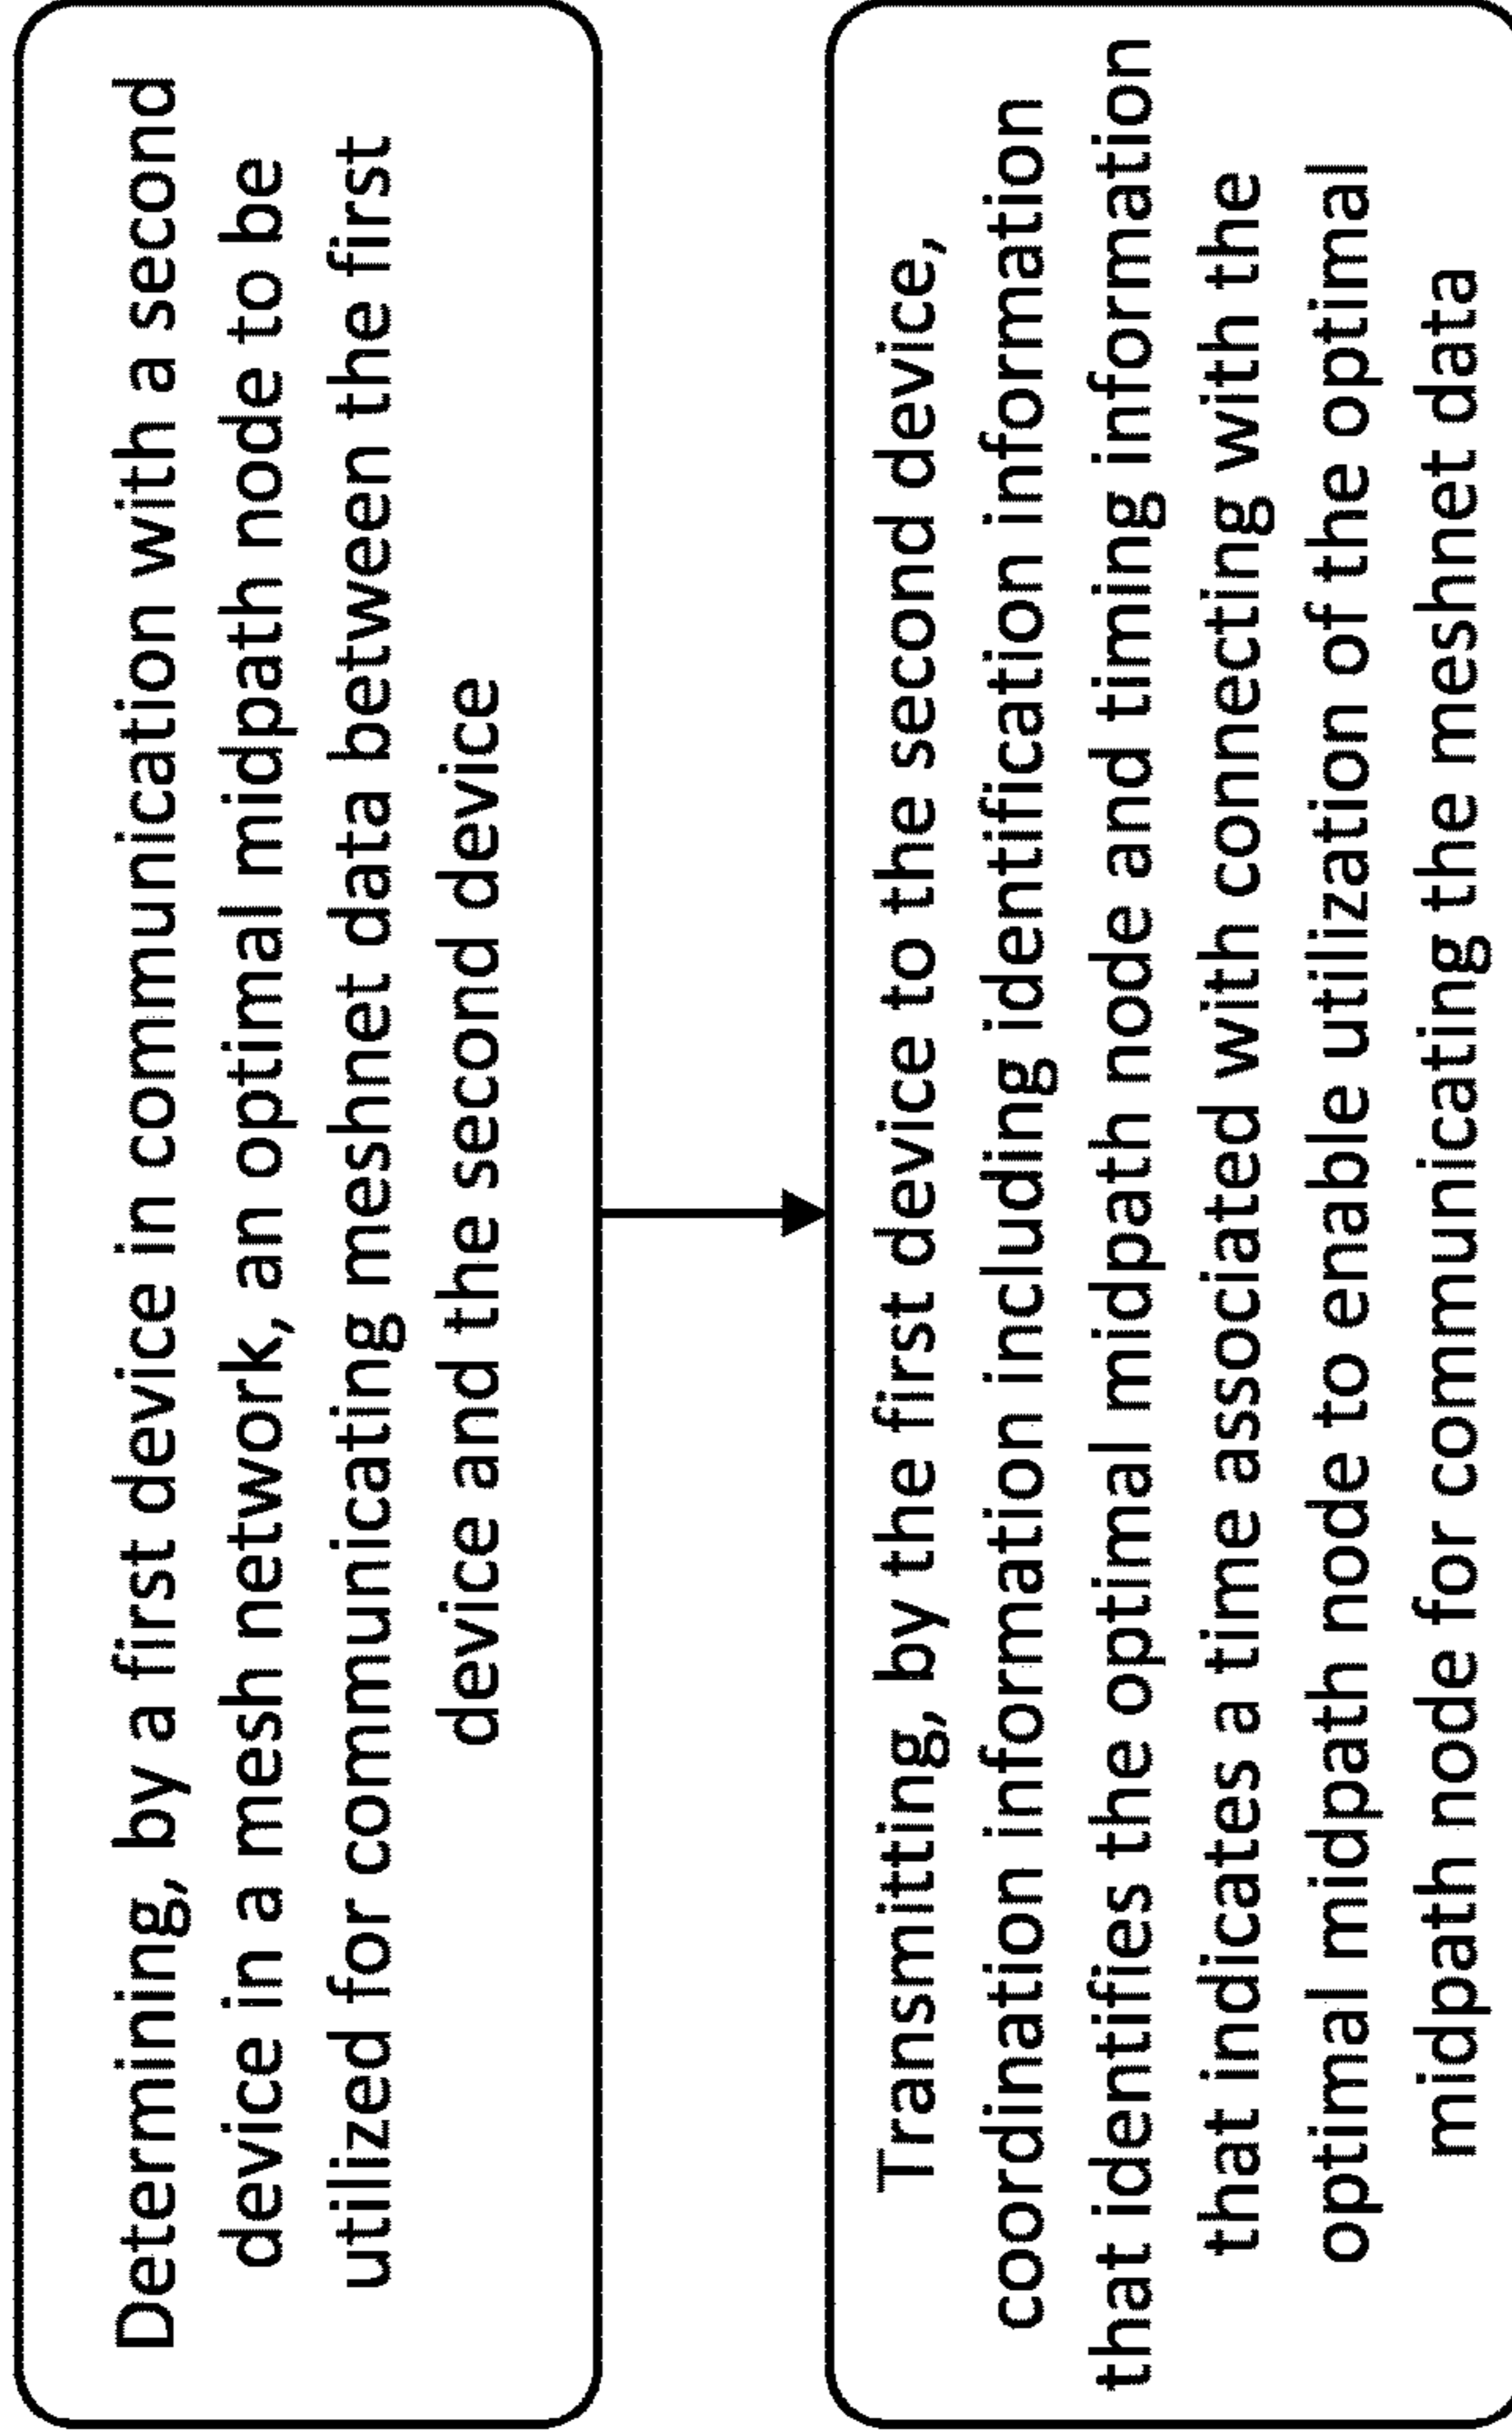 Determining, by a first device in communication with a second
device in a mesh network, an optimal midpath node to be
utilized for communicating meshnet data between the first
device and the second device
Transmitting, by the first device to the second device,
coordination information including identification information
that identifies the optimal midpath node and timing information
that indicates a time associated with connecting with the
optimal midpath node to enable utilization of the optimal
midpath node for communicating the meshnet data